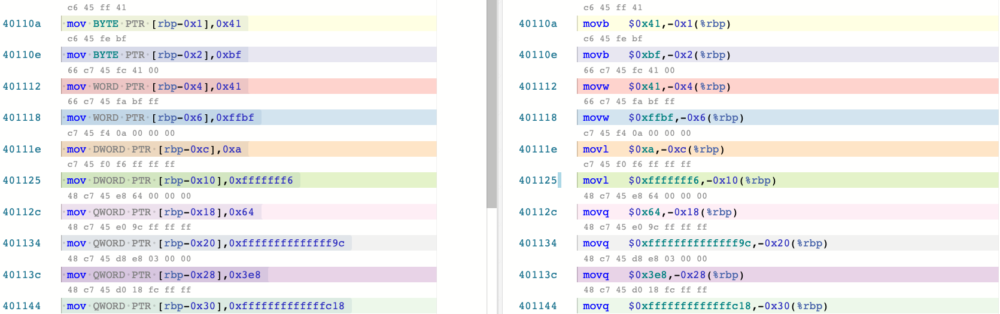 c6 45 ff 41
40110a mov BYTE PTR [rbp-0x1],0x41
c6 45 fe bf
40110e mov BYTE PTR [rbp-0x2],0xbf
66 c7 45 fc 41 00
401112 mov WORD PTR [rbp-0x4],0x41
66 c7 45 fa bf ff
401118 mov WORD PTR [rbp-0x6],0xffbf
c7 45 f4 0a 00 00 00
40111e mov DWORD PTR [rbp-0xc],0xa
c7 45 f0 f6 ff ff ff
401125 mov DWORD PTR [rbp-0x10],0xfffffff6
48 c7 45 e8 64 00 00 00
40112c mov QWORD PTR [rbp-0x18],0x64
48 c7 45 e0 9c ff ff ff
401134 mov QWORD PTR [rbp-0x20],0xffffffffffffff9c
48 c7 45 d8 e8 03 00 00
40113c mov QWORD PTR [rbp-0x28],0x3e8
48 c7 45 d0 18 fc ff ff
401144 mov QWORD PTR [rbp-0x30],0xfffffffffffffc18
c6 45 ff 41
40110a movb $0x41,-0x1(%rbp)
c6 45 fe bf
40110e movb $0xbf,-0x2(%rbp)
66 c7 45 fc 41 00
401112 movw $0x41,-0x4(%rbp)
66 c7 45 fa bf ff
401118 movw $0xffbf,-0x6(%rbp)
c7 45 f4 0a 00 00 00
40111e movl $0xa,-0xc(%rbp)
c7 45 f0 f6 ff ff ff
401125 movl $0xfffffff6,-0x10(%rbp)
48 c7 45 e8 64 00 00 00
40112c movq $0x64,-0x18(%rbp)
48 c7 45 e0 9c ff ff ff
401134 movq $0xffffffffffffff9c,-0x20(%rbp)
48 c7 45 d8 e8 03 00 00
40113c movq $0x3e8,-0x28(%rbp)
48 c7 45 d0 18 fc ff ff
401144 movq $0xfffffffffffffc18,-0x30(%rbp)